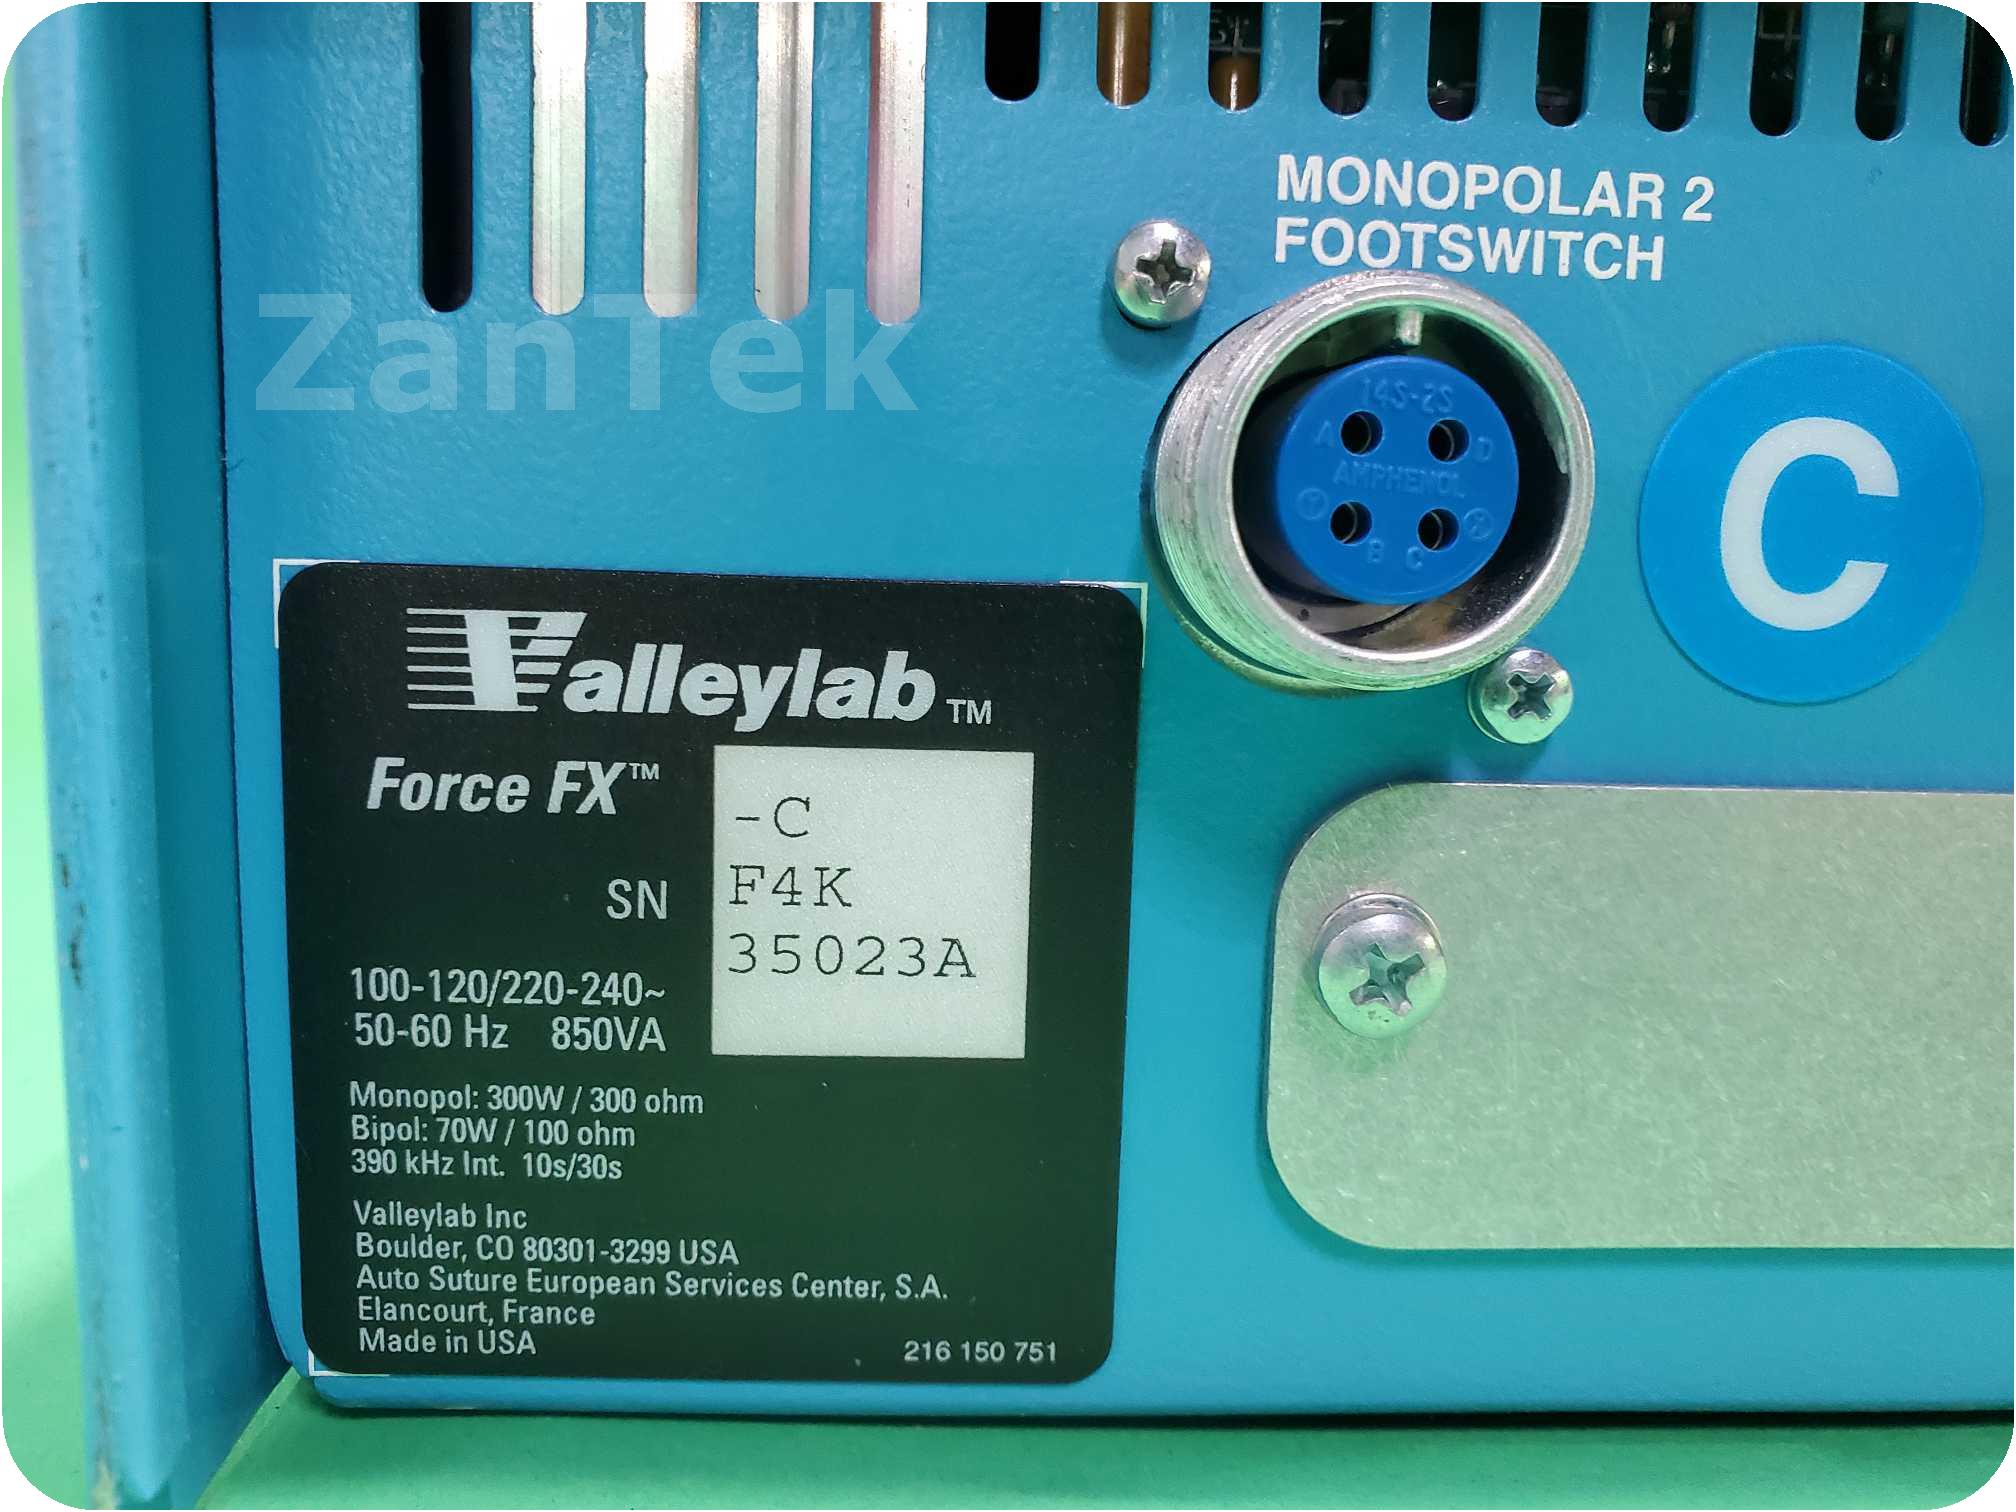 MONOPOLAR 2
FOOTSWITCH
ZanTek
14S-2S
A D
AMPHENOL
B C
C
Valleylab™
Force FX™
-C
SN F4K
35023A
100-120/220-240~
50-60 Hz 850VA
Monopol: 300W / 300 ohm
Bipol: 70W / 100 ohm
390 kHz Int. 10s/30s
Valleylab Inc
Boulder, CO 80301-3299 USA
Auto Suture European Services Center, S.A.
Elancourt, France
Made in USA
216 150 751